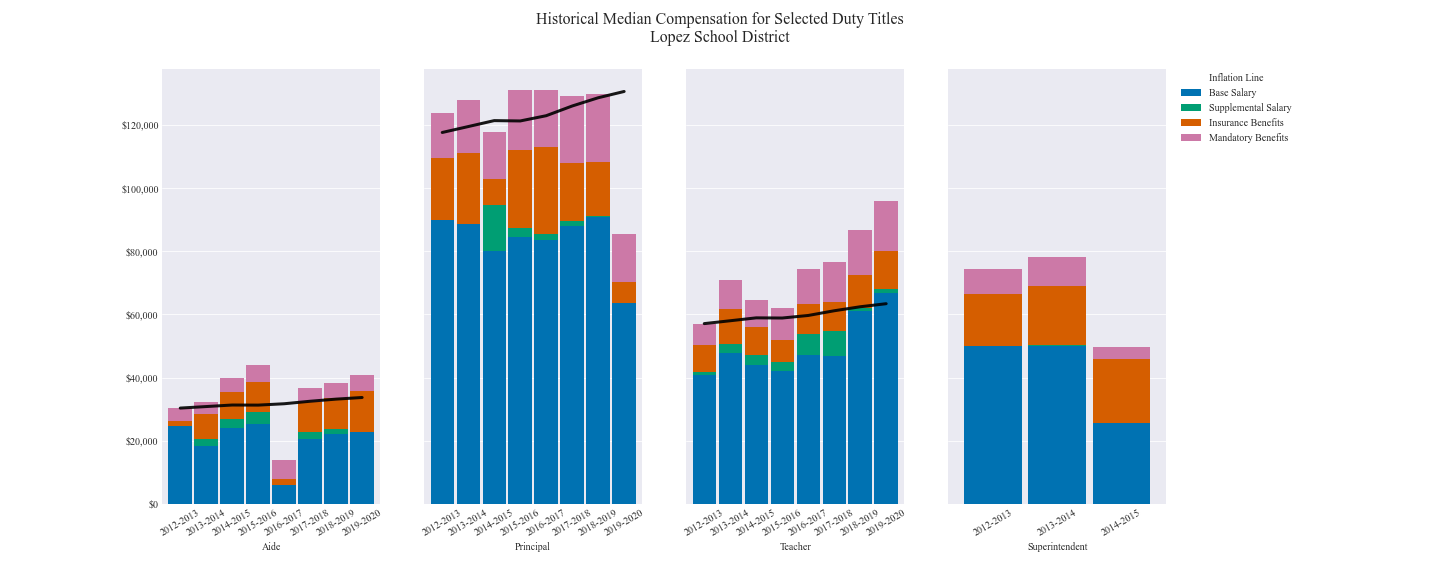 Historical Median Compensation for Selected Duty Titles
Lopez School District
Inflation Line
Base Salary
Supplemental Salary
Insurance Benefits
Mandatory Benefits
$120,000
$100,000
$80,000
$60,000
$40,000
$20,000
$0
2012-2013 2013-2014 2014-2015 2015-2016 2016-2017 2017-2018 2018-2019 2019-2020
Aide
2012-2013 2013-2014 2014-2015 2015-2016 2016-2017 2017-2018 2018-2019 2019-2020
Principal
2012-2013 2013-2014 2014-2015 2015-2016 2016-2017 2017-2018 2018-2019 2019-2020
Teacher
2012-2013 2013-2014 2014-2015
Superintendent